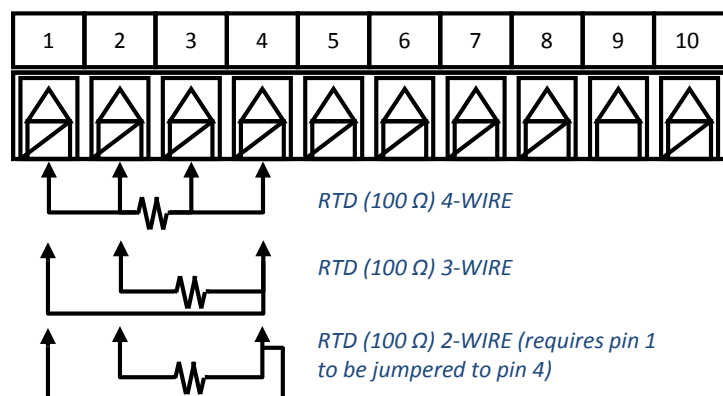 1 2 3 4 5 6 7 8 9 10
RTD (100 Ω) 4-WIRE
RTD (100 Ω) 3-WIRE
RTD (100 Ω) 2-WIRE (requires pin 1
to be jumpered to pin 4)